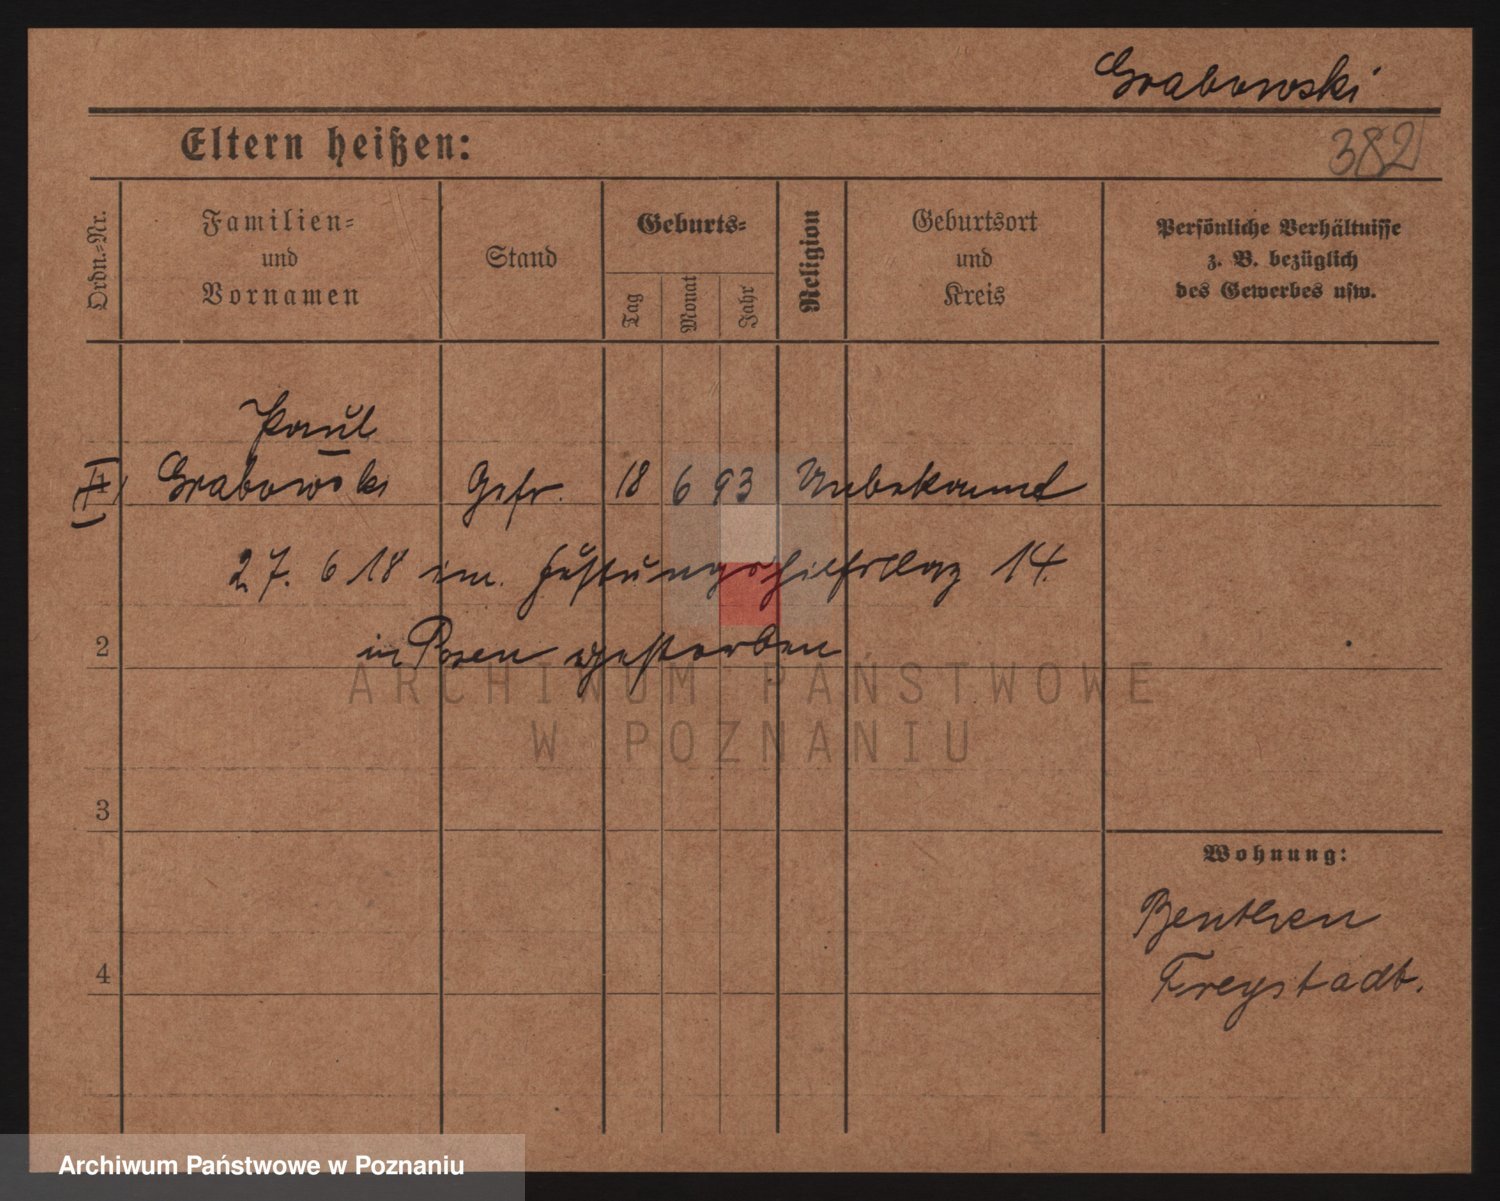 Grabowski
Eltern heißen:
382
Ordn.=Nr.
Familien=
und
Vornamen
Stand
Geburts=
Tag
Monat
Jahr
Religion
Geburtsort
und
Kreis
Persönliche Verhältnisse
z. B. bezüglich
des Gewerbes usw.
Paul
1 Grabowski Gefr. 18 6 93 Unbekannt
27. 6 18 im Festungshilfslaz 14.
2 in Posen gestorben
ARCHIWUM PAŃSTWOWE
W POZNANIU
3
Wohnung:
Beuthen
Freystadt.
4
Archiwum Państwowe w Poznaniu